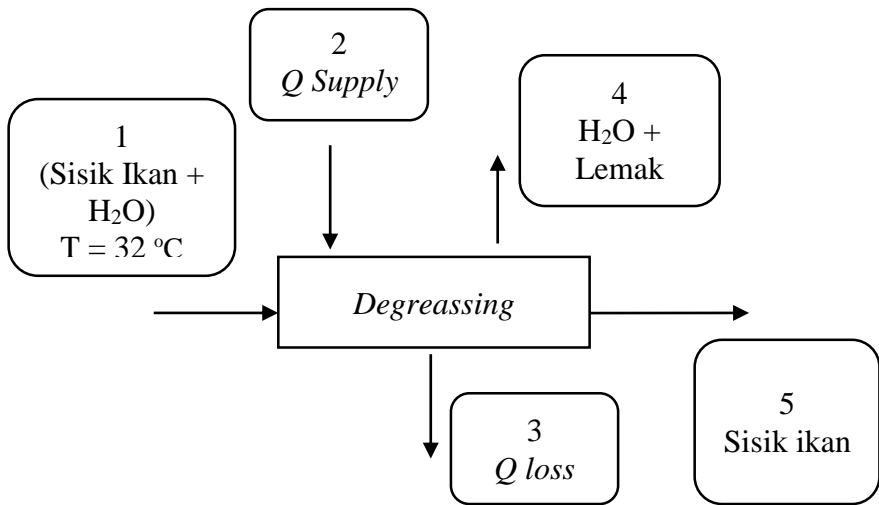 2
Q Supply
4
H₂O +
Lemak
1
(Sisik Ikan +
H₂O)
T = 32 ºC
Degreassing
5
Sisik ikan
3
Q loss